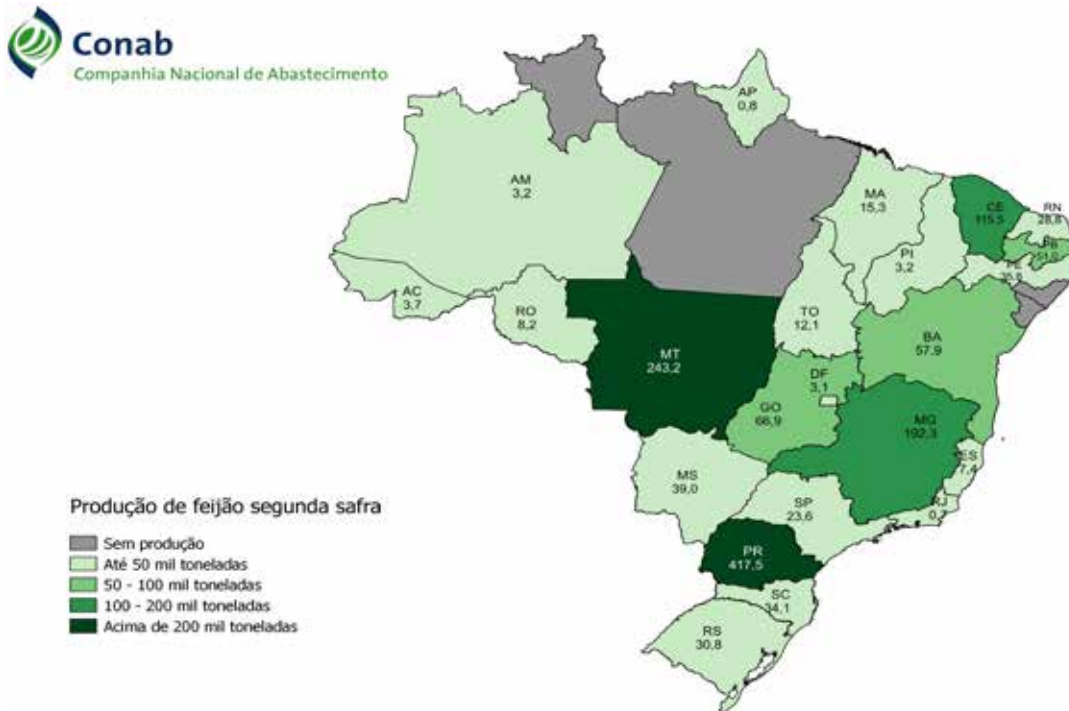 Conab
Companhia Nacional de Abastecimento
AP
0,8
AM
3,2
MA
15,3
CE
115,5
RN
28,8
PB
PI
3,2
PE
AC
3,7
RO
8,2
TO
12,1
BA
57,9
MT
243,2
DF
3,1
GO
66,9
MG
192,3
ES
7,4
MS
39,0
SP
23,6
RJ
PR
417,5
SC
34,1
RS
30,8
Produção de feijão segunda safra
Sem produção
Até 50 mil toneladas
50 - 100 mil toneladas
100 - 200 mil toneladas
Acima de 200 mil toneladas